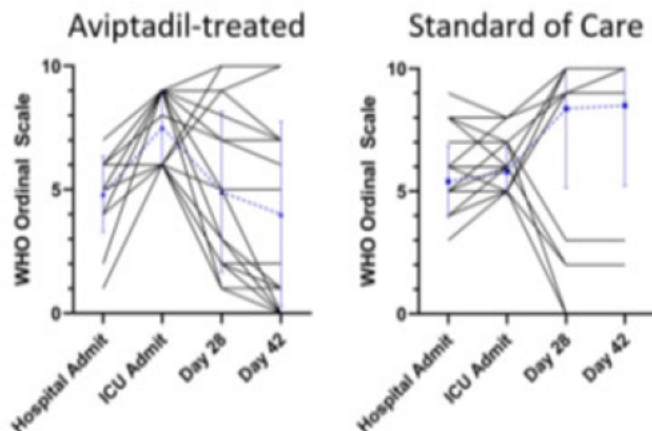 Aviptadil-treated
Standard of Care
WHO Ordinal Scale
10
5
0
Hospital Admit
ICU Admit
Day 28
Day 42
WHO Ordinal Scale
10
5
0
Hospital Admit
ICU Admit
Day 28
Day 42